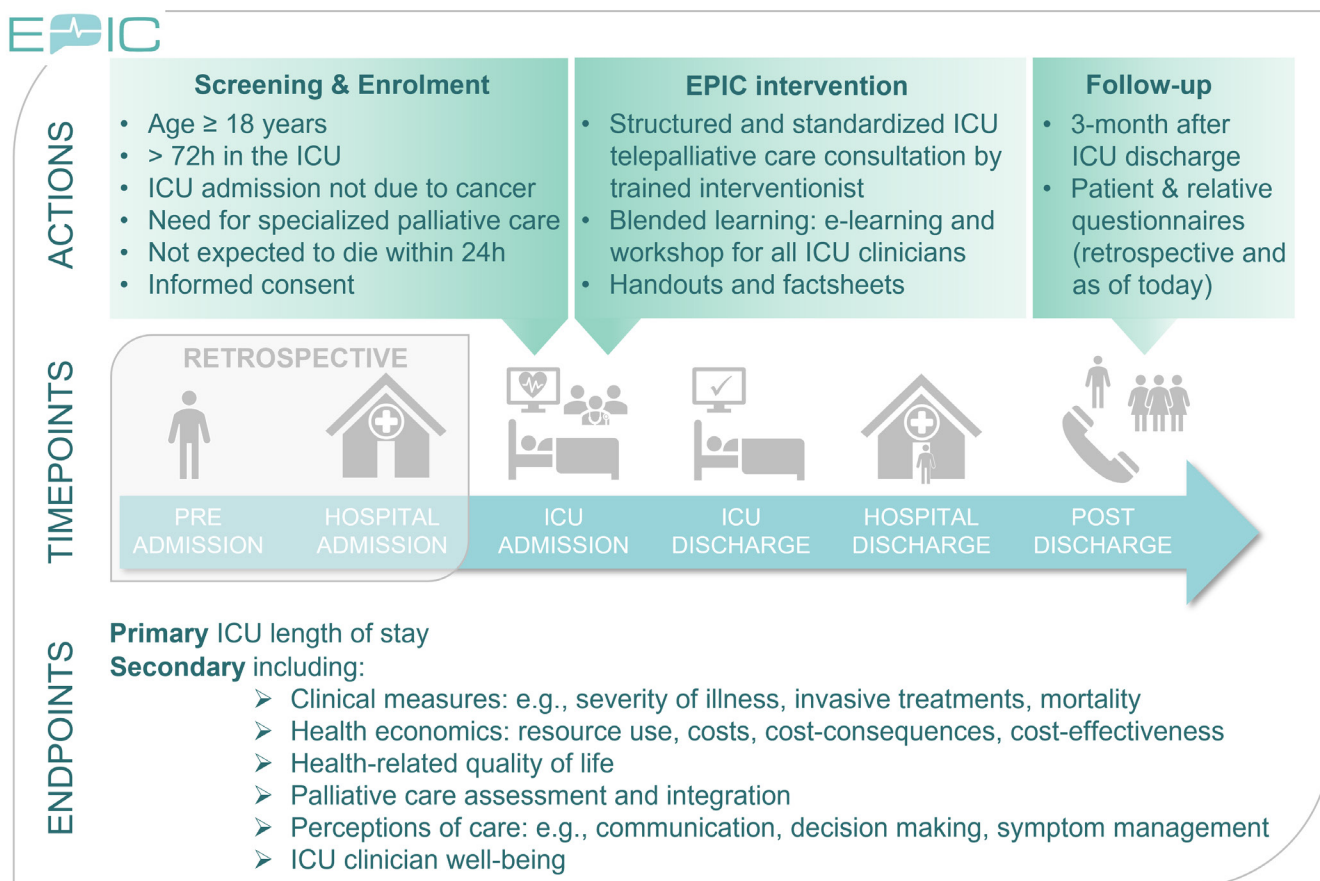 EPIC
ACTIONS
Screening & Enrolment
• Age ≥ 18 years
• > 72h in the ICU
• ICU admission not due to cancer
• Need for specialized palliative care
• Not expected to die within 24h
• Informed consent
EPIC intervention
• Structured and standardized ICU
telepalliative care consultation by
trained interventionist
• Blended learning: e-learning and
workshop for all ICU clinicians
• Handouts and factsheets
Follow-up
• 3-month after
ICU discharge
• Patient & relative
questionnaires
(retrospective and
as of today)
TIMEPOINTS
RETROSPECTIVE
PRE
ADMISSION
HOSPITAL
ADMISSION
ICU
ADMISSION
ICU
DISCHARGE
HOSPITAL
DISCHARGE
POST
DISCHARGE
ENDPOINTS
Primary ICU length of stay
Secondary including:
➢ Clinical measures: e.g., severity of illness, invasive treatments, mortality
➢ Health economics: resource use, costs, cost-consequences, cost-effectiveness
➢ Health-related quality of life
➢ Palliative care assessment and integration
➢ Perceptions of care: e.g., communication, decision making, symptom management
➢ ICU clinician well-being